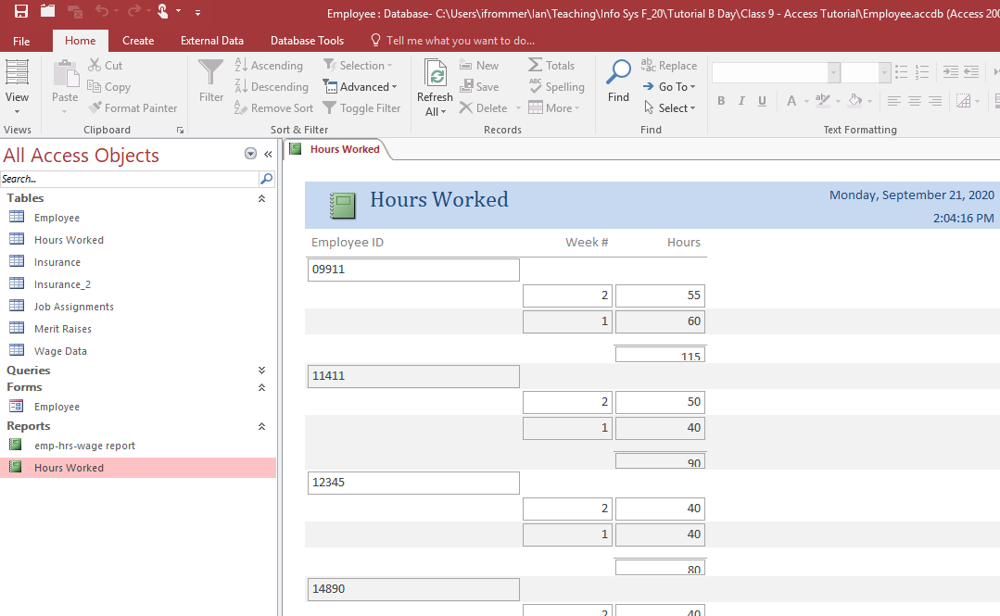 Employee : Database- C:\Users\ifrommer\Ian\Teaching\Info Sys F_20\Tutorial B Day\Class 9 - Access Tutorial\Employee.accdb (Access 200
File Home Create External Data Database Tools Tell me what you want to do...
View
Views
Paste
Cut
Copy
Format Painter
Clipboard
Filter
Ascending
Descending
Remove Sort
Selection
Advanced
Toggle Filter
Sort & Filter
Refresh
All
New
Save
Delete
Totals
Spelling
More
Records
Find
Replace
Go To
Select
Find
B I U A
Text Formatting
All Access Objects
Search...
Tables
Employee
Hours Worked
Insurance
Insurance_2
Job Assignments
Merit Raises
Wage Data
Queries
Forms
Employee
Reports
emp-hrs-wage report
Hours Worked
Hours Worked
Hours Worked
Monday, September 21, 2020
2:04:16 PM
Employee ID Week # Hours
09911
2 55
1 60
115
11411
2 50
1 40
90
12345
2 40
1 40
80
14890
2 40